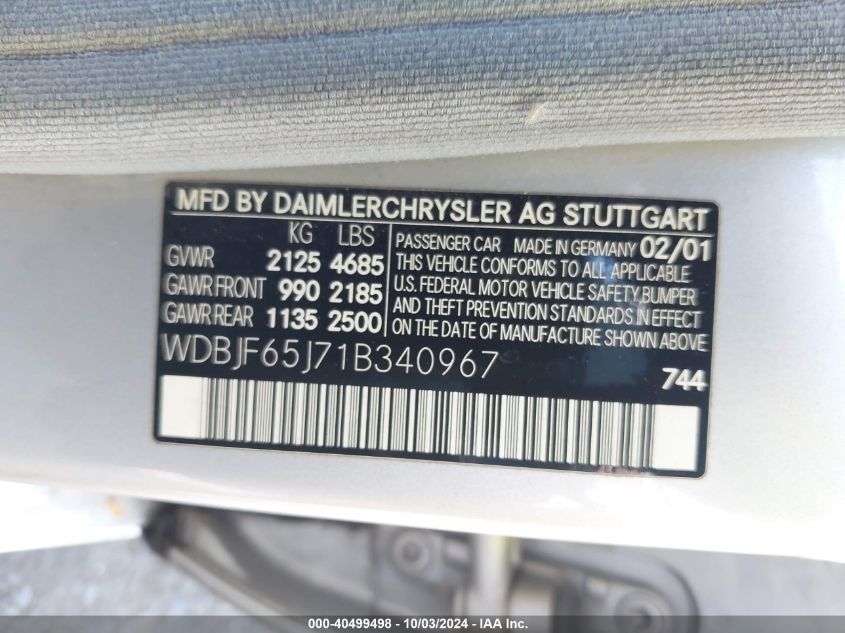 MFD BY DAIMLERCHRYSLER AG STUTTGART
KG LBS
GVWR 2125 4685
GAWR FRONT 990 2185
GAWR REAR 1135 2500
PASSENGER CAR MADE IN GERMANY 02/01
THIS VEHICLE CONFORMS TO ALL APPLICABLE
U.S. FEDERAL MOTOR VEHICLE SAFETY, BUMPER
AND THEFT PREVENTION STANDARDS IN EFFECT
ON THE DATE OF MANUFACTURE SHOWN ABOVE
WDBJF65J71B340967
744
000-40499498 - 10/03/2024 - © IAA, Inc.